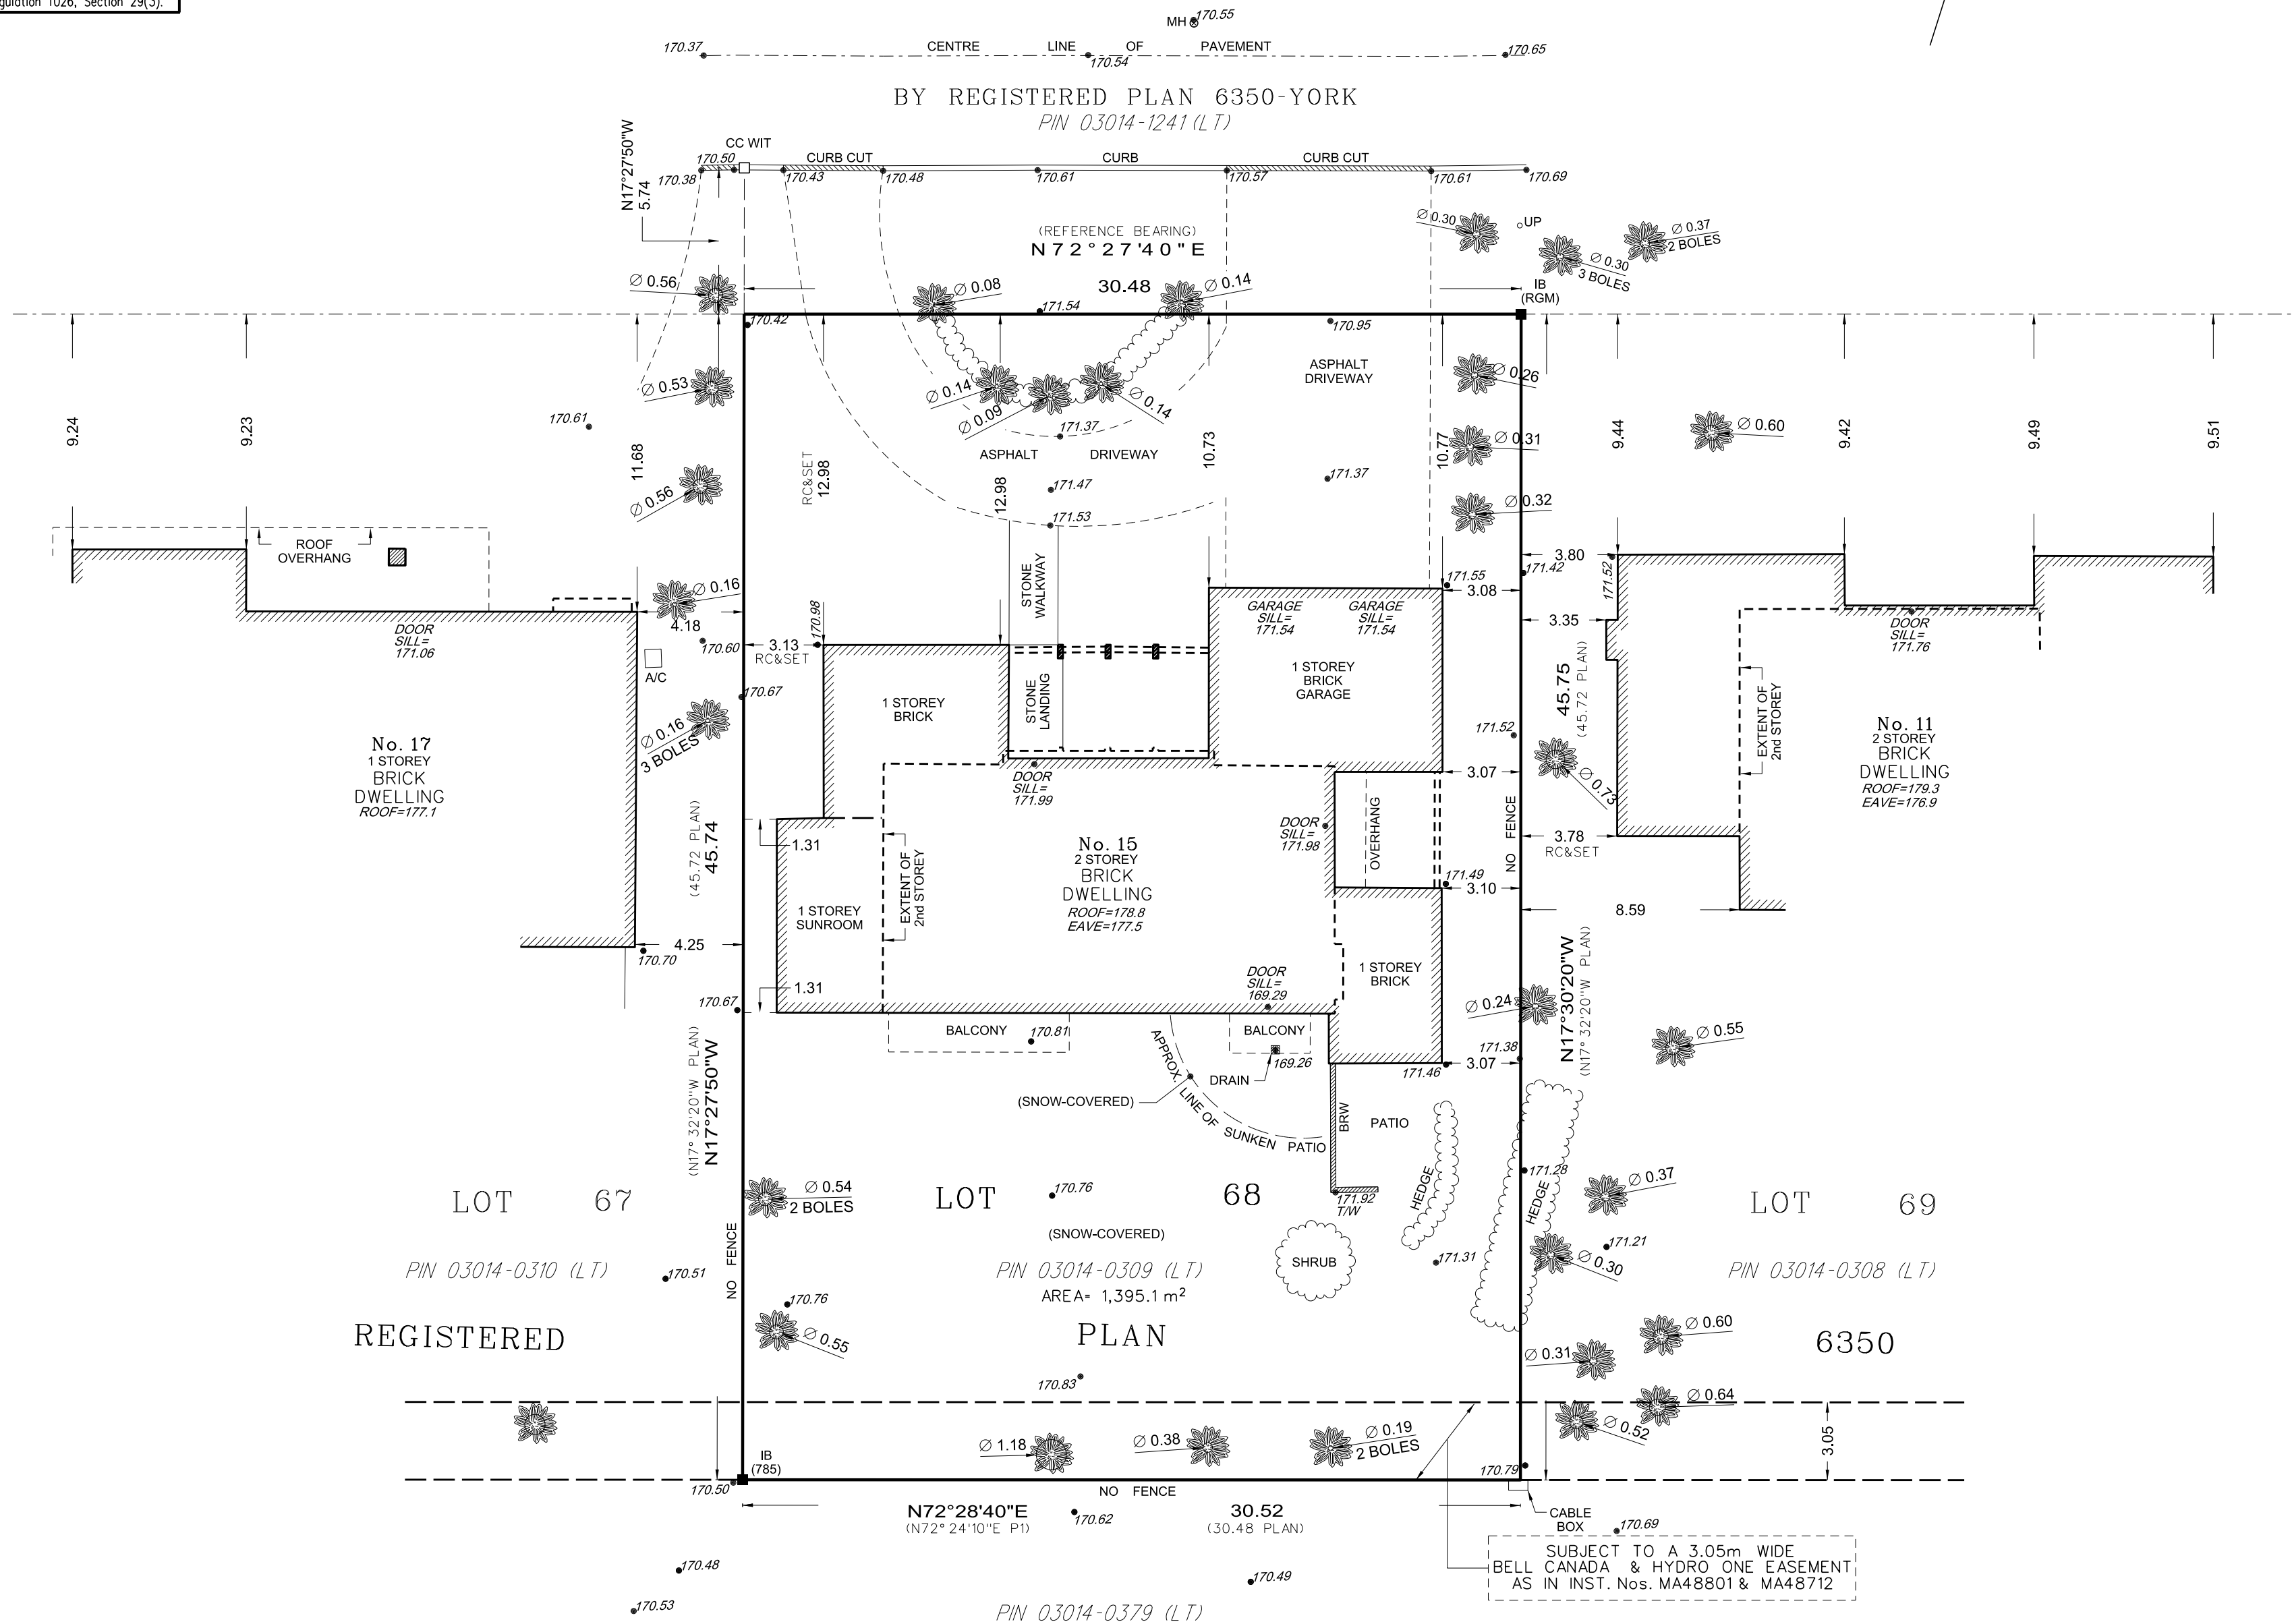 gulation 1026, Section 29(3).
MH 170.55
170.37
CENTRE LINE OF PAVEMENT
170.54
170.65
BY REGISTERED PLAN 6350-YORK
PIN 03014-1241 (LT)
N17°27'50"W
5.74
CC WIT
170.50
170.38
CURB CUT
170.43
170.48
CURB
170.61
CURB CUT
170.57
170.61
170.69
(REFERENCE BEARING)
N72°27'40"E
30.48
Ø 0.30
UP
Ø 0.37
2 BOLES
Ø 0.30
3 BOLES
IB
(RGM)
Ø 0.56
Ø 0.08
Ø 0.14
170.42
171.54
170.95
ASPHALT
DRIVEWAY
Ø 0.53
Ø 0.14
Ø 0.09
Ø 0.14
Ø 0.26
9.24
9.23
170.61
11.68
RC&SET
12.98
12.98
171.37
ASPHALT DRIVEWAY
10.73
10.77
Ø 0.31
9.44
Ø 0.60
9.42
9.49
9.51
Ø 0.56
171.47
171.37
171.53
Ø 0.32
ROOF
OVERHANG
STONE
WALKWAY
3.80
171.52
171.42
Ø 0.16
4.18
170.60
170.98
3.13
RC&SET
171.55
3.08
3.35
GARAGE
SILL=
171.54
GARAGE
SILL=
171.54
DOOR
SILL=
171.06
DOOR
SILL=
171.76
A/C
170.67
1 STOREY
BRICK
STONE
LANDING
1 STOREY
BRICK
GARAGE
45.75
(45.72 PLAN)
EXTENT OF
2nd STOREY
Ø 0.16
3 BOLES
171.52
No. 17
1 STOREY
BRICK
DWELLING
ROOF=177.1
No. 11
2 STOREY
BRICK
DWELLING
ROOF=179.3
EAVE=176.9
DOOR
SILL=
171.99
3.07
Ø 0.73
(45.72 PLAN)
45.74
1.31
DOOR
SILL=
171.98
OVERHANG
NO FENCE
3.78
RC&SET
No. 15
2 STOREY
BRICK
DWELLING
ROOF=178.8
EAVE=177.5
EXTENT OF
2nd STOREY
1 STOREY
SUNROOM
171.49
3.10
8.59
4.25
170.70
1.31
170.67
DOOR
SILL=
169.29
1 STOREY
BRICK
Ø 0.24
N17°30'20"W
(N17°32'20"W PLAN)
BALCONY
170.81
BALCONY
169.26
DRAIN
APPROX. LINE OF SUNKEN PATIO
(SNOW-COVERED)
171.38
3.07
171.46
Ø 0.55
(N17°32'20"W PLAN)
N17°27'50"W
BRW
PATIO
HEDGE
HEDGE
171.28
Ø 0.37
Ø 0.54
2 BOLES
LOT 67
LOT 68
LOT 69
170.76
171.92
T/W
(SNOW-COVERED)
NO FENCE
SHRUB
171.31
171.21
Ø 0.30
PIN 03014-0310 (LT)
170.51
PIN 03014-0309 (LT)
AREA= 1,395.1 m²
PIN 03014-0308 (LT)
170.76
Ø 0.55
REGISTERED PLAN 6350
Ø 0.60
Ø 0.31
170.83
Ø 0.64
Ø 0.52
3.05
Ø 1.18
Ø 0.38
Ø 0.19
2 BOLES
IB
(785)
170.50
170.79
NO FENCE
N72°28'40"E
(N72°24'10"E P1)
170.62
30.52
(30.48 PLAN)
CABLE
BOX
170.69
SUBJECT TO A 3.05m WIDE
BELL CANADA & HYDRO ONE EASEMENT
AS IN INST. Nos. MA48801 & MA48712
170.48
170.49
170.53
PIN 03014-0379 (LT)